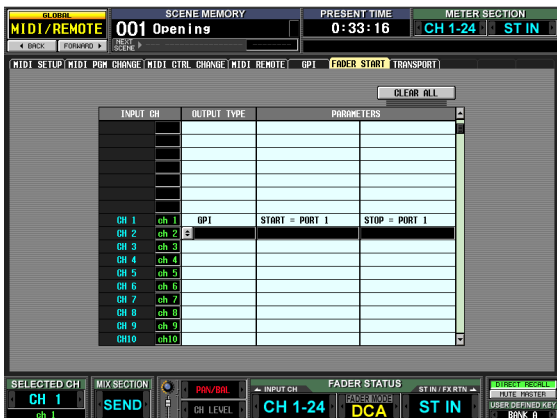 GLOBAL SCENE MEMORY PRESENT TIME METER SECTION
MIDI/REMOTE 001 Opening 0:33:16 CH 1-24 ST IN
BACK FORWARD NEXT SCENE
MIDI SETUP MIDI PGM CHANGE MIDI CTRL CHANGE MIDI REMOTE GPI FADER START TRANSPORT
CLEAR ALL
INPUT CH OUTPUT TYPE PARAMETERS
CH 1 ch 1 GPI START = PORT 1 STOP = PORT 1
CH 2 ch 2
CH 3 ch 3
CH 4 ch 4
CH 5 ch 5
CH 6 ch 6
CH 7 ch 7
CH 8 ch 8
CH 9 ch 9
CH10 ch10
SELECTED CH MIX SECTION PAN/BAL INPUT CH FADER STATUS ST IN / FX RTN DIRECT RECALL
CH 1 SEND CH LEVEL CH 1-24 FADER MODE ST IN MUTE MASTER
ch 1 DCA USER DEFINED KEY
BANK A